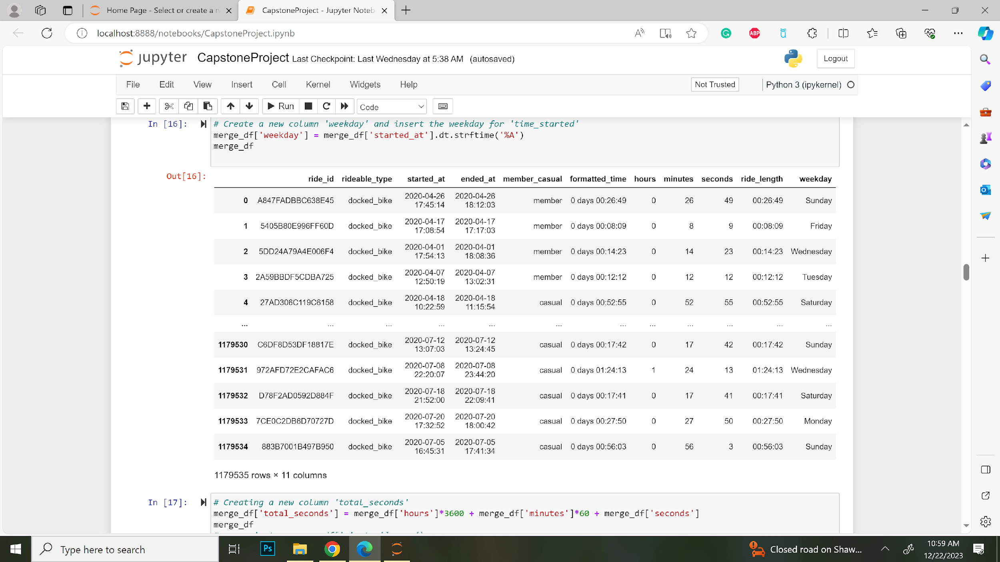 Home Page - Select or create a n
CapstoneProject - Jupyter Noteb
localhost:8888/notebooks/CapstoneProject.ipynb
ABP
jupyter CapstoneProject Last Checkpoint: Last Wednesday at 5:38 AM (autosaved)
Logout
File Edit View Insert Cell Kernel Widgets Help
Not Trusted
Python 3 (ipykernel)
Run
Code
In [16]:
# Create a new column 'weekday' and insert the weekday for 'time_started'
merge_df['weekday'] = merge_df['started_at'].dt.strftime('%A')
merge_df
Out[16]:
ride_id rideable_type started_at ended_at member_casual formatted_time hours minutes seconds ride_length weekday
0 A847FADBBC638E45 docked_bike 2020-04-26 17:45:14 2020-04-26 18:12:03 member 0 days 00:26:49 0 26 49 00:26:49 Sunday
1 5405B80E996FF60D docked_bike 2020-04-17 17:08:54 2020-04-17 17:17:03 member 0 days 00:08:09 0 8 9 00:08:09 Friday
2 5DD24A79A4E006F4 docked_bike 2020-04-01 17:54:13 2020-04-01 18:08:36 member 0 days 00:14:23 0 14 23 00:14:23 Wednesday
3 2A59BBDF5CDBA725 docked_bike 2020-04-07 12:50:19 2020-04-07 13:02:31 member 0 days 00:12:12 0 12 12 00:12:12 Tuesday
4 27AD306C119C6158 docked_bike 2020-04-18 10:22:59 2020-04-18 11:15:54 casual 0 days 00:52:55 0 52 55 00:52:55 Saturday
... ... ... ... ... ... ... ... ... ... ... ...
1179530 C6DF8D53DF18817E docked_bike 2020-07-12 13:07:03 2020-07-12 13:24:45 casual 0 days 00:17:42 0 17 42 00:17:42 Sunday
1179531 972AFD72E2CAFAC6 docked_bike 2020-07-08 22:20:07 2020-07-08 23:44:20 casual 0 days 01:24:13 1 24 13 01:24:13 Wednesday
1179532 D78F2AD0592D884F docked_bike 2020-07-18 21:52:00 2020-07-18 22:09:41 casual 0 days 00:17:41 0 17 41 00:17:41 Saturday
1179533 7CE0C2DB6D70727D docked_bike 2020-07-20 17:32:52 2020-07-20 18:00:42 casual 0 days 00:27:50 0 27 50 00:27:50 Monday
1179534 883B7001B497B950 docked_bike 2020-07-05 16:45:31 2020-07-05 17:41:34 casual 0 days 00:56:03 0 56 3 00:56:03 Sunday
1179535 rows × 11 columns
In [17]:
# Creating a new column 'total_seconds'
merge_df['total_seconds'] = merge_df['hours']*3600 + merge_df['minutes']*60 + merge_df['seconds']
merge_df
Type here to search
Ps
Closed road on Shaw...
10:59 AM
12/22/2023